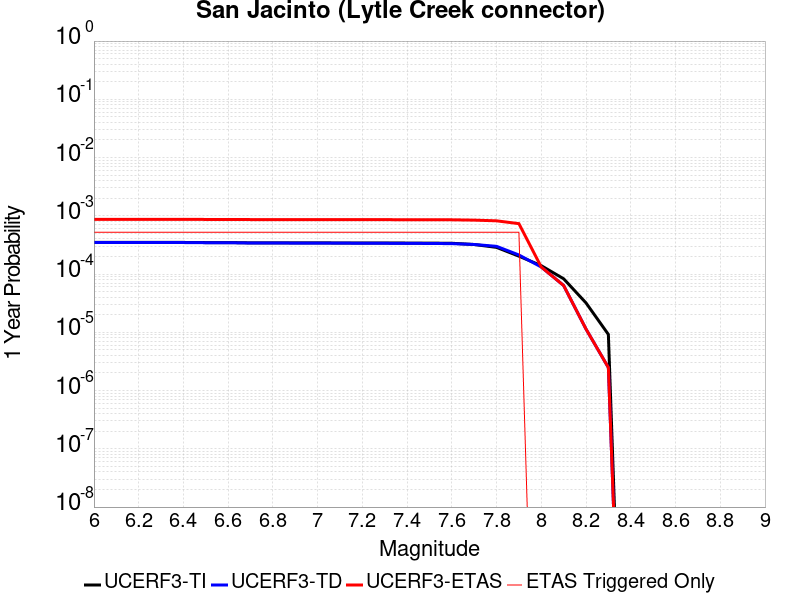 San Jacinto (Lytle Creek connector)
10^0
10^-1
10^-2
10^-3
10^-4
10^-5
10^-6
10^-7
10^-8
1 Year Probability
6 6.2 6.4 6.6 6.8 7 7.2 7.4 7.6 7.8 8 8.2 8.4 8.6 8.8 9
Magnitude
UCERF3-TI UCERF3-TD UCERF3-ETAS ETAS Triggered Only